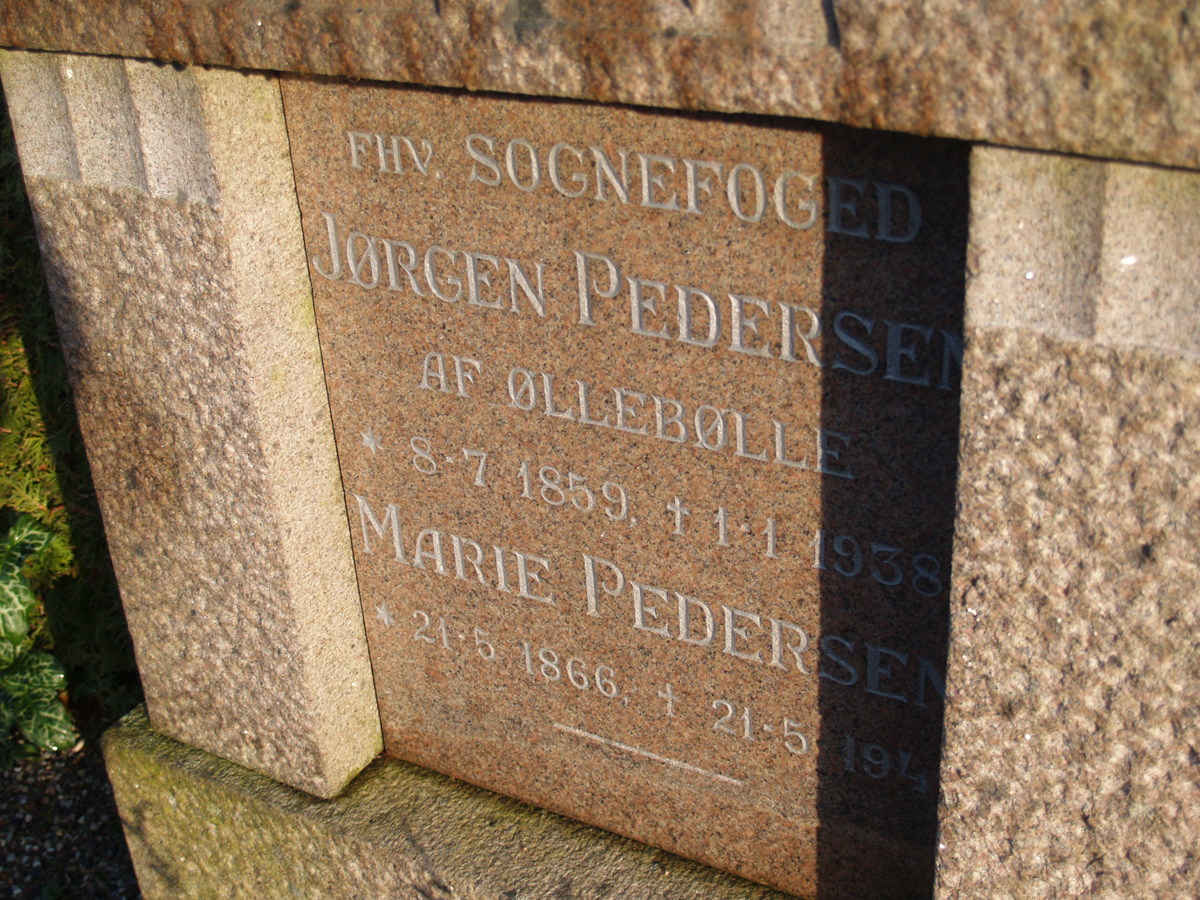 FHV. SOGNEFOGED
JØRGEN PEDERSEN
AF ØLLEBØLLE
* 8-7 1859, † 1-1 1938
MARIE PEDERSEN
* 21-5 1866, † 21-5